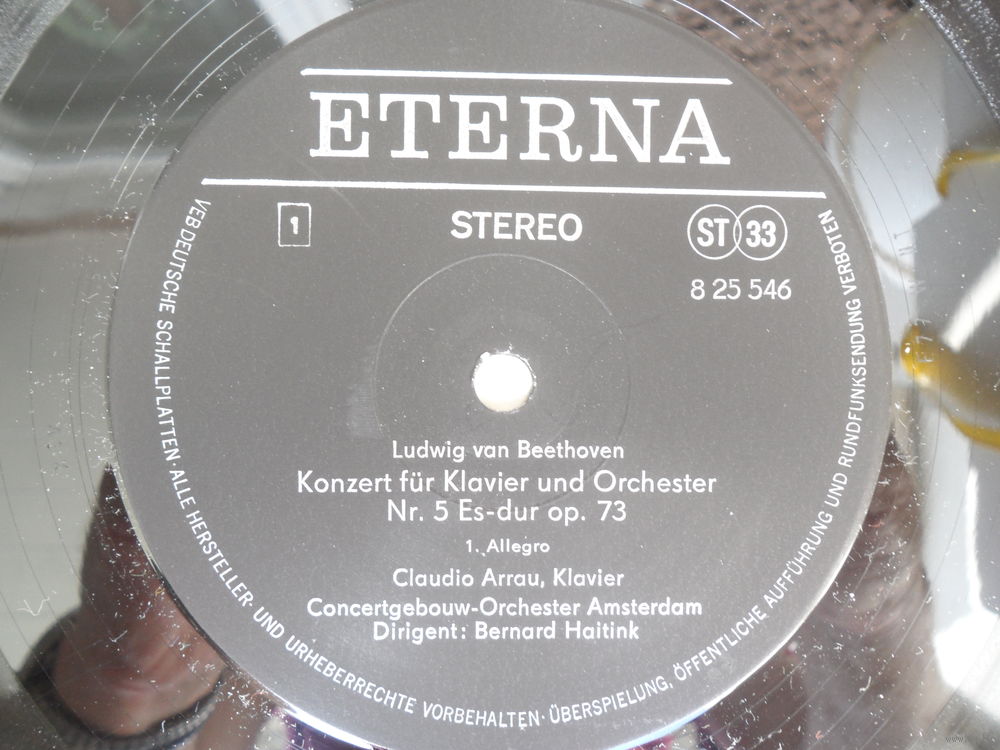 ETERNA
1 STEREO ST 33
8 25 546
Ludwig van Beethoven
Konzert für Klavier und Orchester
Nr. 5 Es-dur op. 73
1. Allegro
Claudio Arrau, Klavier
Concertgebouw-Orchester Amsterdam
Dirigent: Bernard Haitink
VEB DEUTSCHE SCHALLPLATTEN · ALLE HERSTELLER- UND URHEBERRECHTE VORBEHALTEN · ÜBERSPIELUNG, ÖFFENTLICHE AUFFÜHRUNG UND RUNDFUNKSENDUNG VERBOTEN